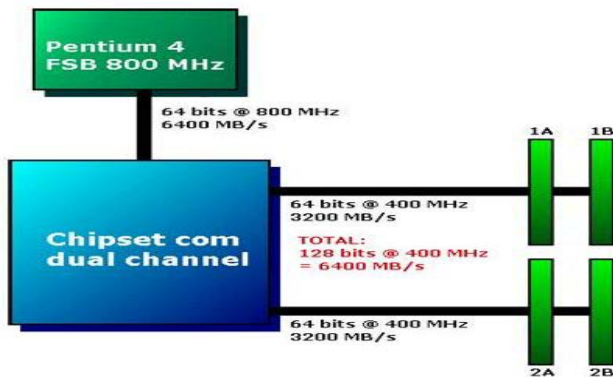 Pentium 4
FSB 800 MHz
64 bits @ 800 MHz
6400 MB/s
1A
1B
64 bits @ 400 MHz
3200 MB/s
Chipset com
dual channel
TOTAL:
128 bits @ 400 MHz
= 6400 MB/s
64 bits @ 400 MHz
3200 MB/s
2A
2B